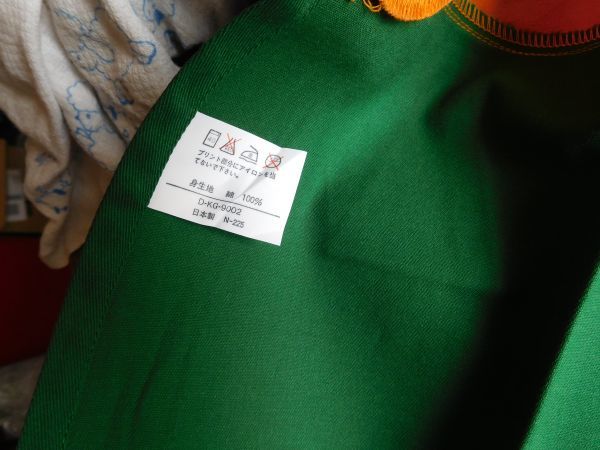 プリント部分にアイロンを当
てないで下さい。
身生地 綿 100%
D-KG-9002
日本製 N-225